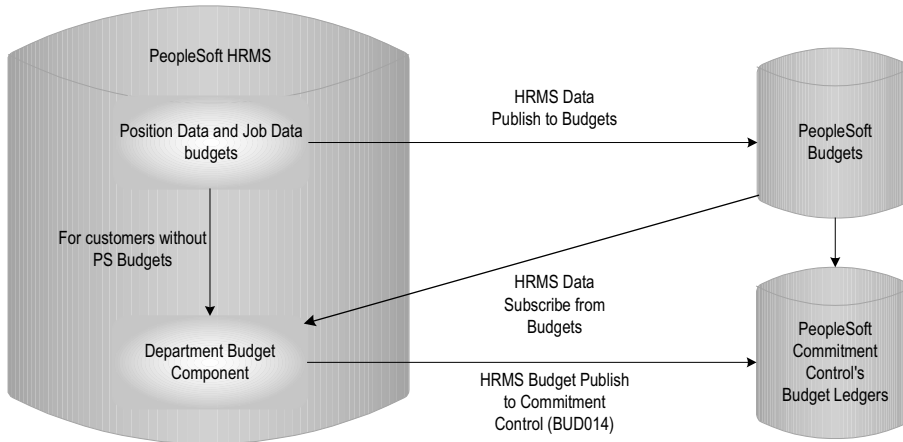 PeopleSoft HRMS
Position Data and Job Data
budgets
HRMS Data
Publish to Budgets
PeopleSoft
Budgets
For customers without
PS Budgets
HRMS Data
Subscribe from
Budgets
Department Budget
Component
HRMS Budget Publish
to Commitment
Control (BUD014)
PeopleSoft
Commitment
Control's
Budget Ledgers